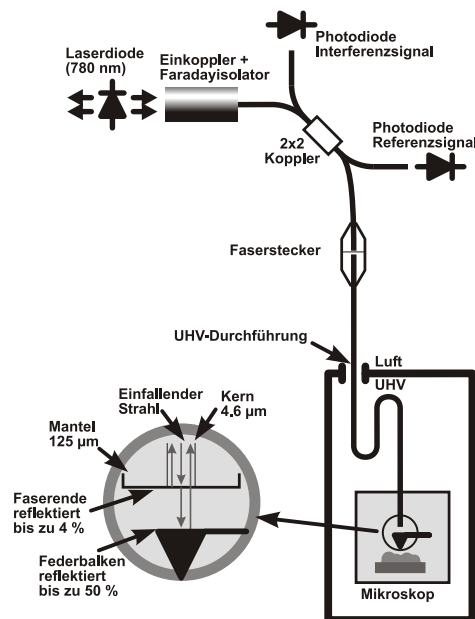 Photodiode
Interferenzsignal
Laserdiode
(780 nm)
Einkoppler +
Faradayisolator
Photodiode
Referenzsignal
2x2
Koppler
Faserstecker
UHV-Durchführung
Luft
UHV
Einfallender
Strahl
Kern
4.6 µm
Mantel
125 µm
Faserende
reflektiert
bis zu 4 %
Federbalken
reflektiert
bis zu 50 %
Mikroskop